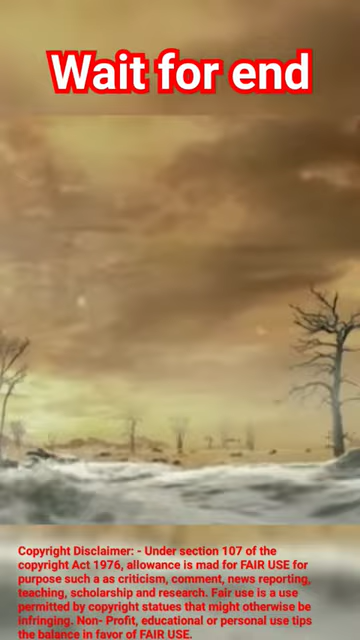 Wait for end
Copyright Disclaimer: - Under section 107 of the
copyright Act 1976, allowance is mad for FAIR USE for
purpose such a as criticism, comment, news reporting,
teaching, scholarship and research. Fair use is a use
permitted by copyright statues that might otherwise be
infringing. Non- Profit, educational or personal use tips
the balance in favor of FAIR USE.